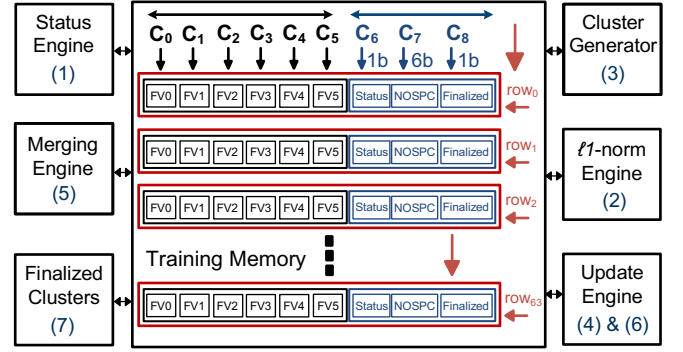 Status
Engine
(1)
Merging
Engine
(5)
Finalized
Clusters
(7)
C0 C1 C2 C3 C4 C5 C6 C7 C8
1b 6b 1b
FV0 FV1 FV2 FV3 FV4 FV5 Status NOSPC Finalized row0
FV0 FV1 FV2 FV3 FV4 FV5 Status NOSPC Finalized row1
FV0 FV1 FV2 FV3 FV4 FV5 Status NOSPC Finalized row2
Training Memory
FV0 FV1 FV2 FV3 FV4 FV5 Status NOSPC Finalized row63
Cluster
Generator
(3)
ℓ1-norm
Engine
(2)
Update
Engine
(4) & (6)